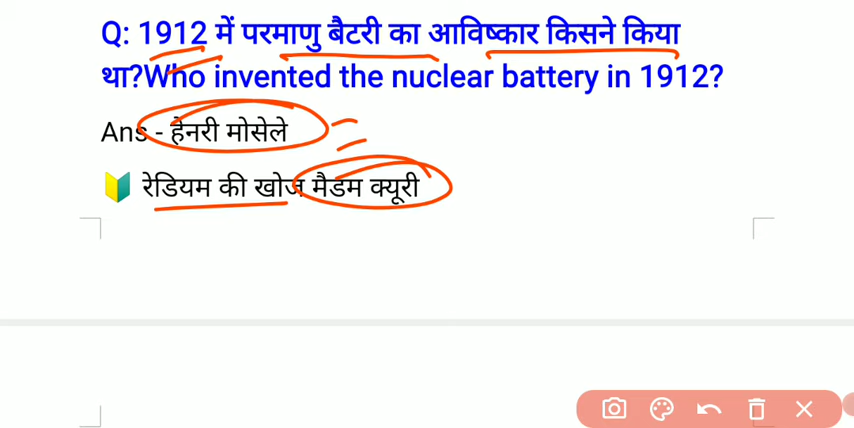 Q: 1912 में परमाणु बैटरी का आविष्कार किसने किया
था?Who invented the nuclear battery in 1912?
Ans - हैनरी मोसेले
🔰 रेडियम की खोज मैडम क्यूरी